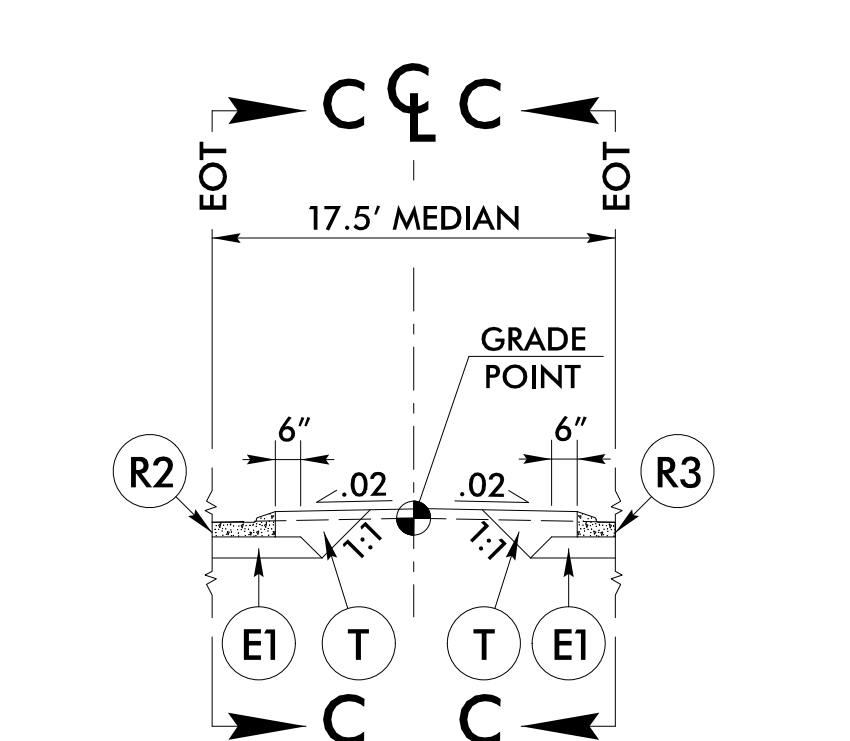 C ℄ C
EOT EOT
17.5' MEDIAN
GRADE
POINT
6" 6"
R2 R3
.02 .02
1:1 1:1
E1 T T E1
C C